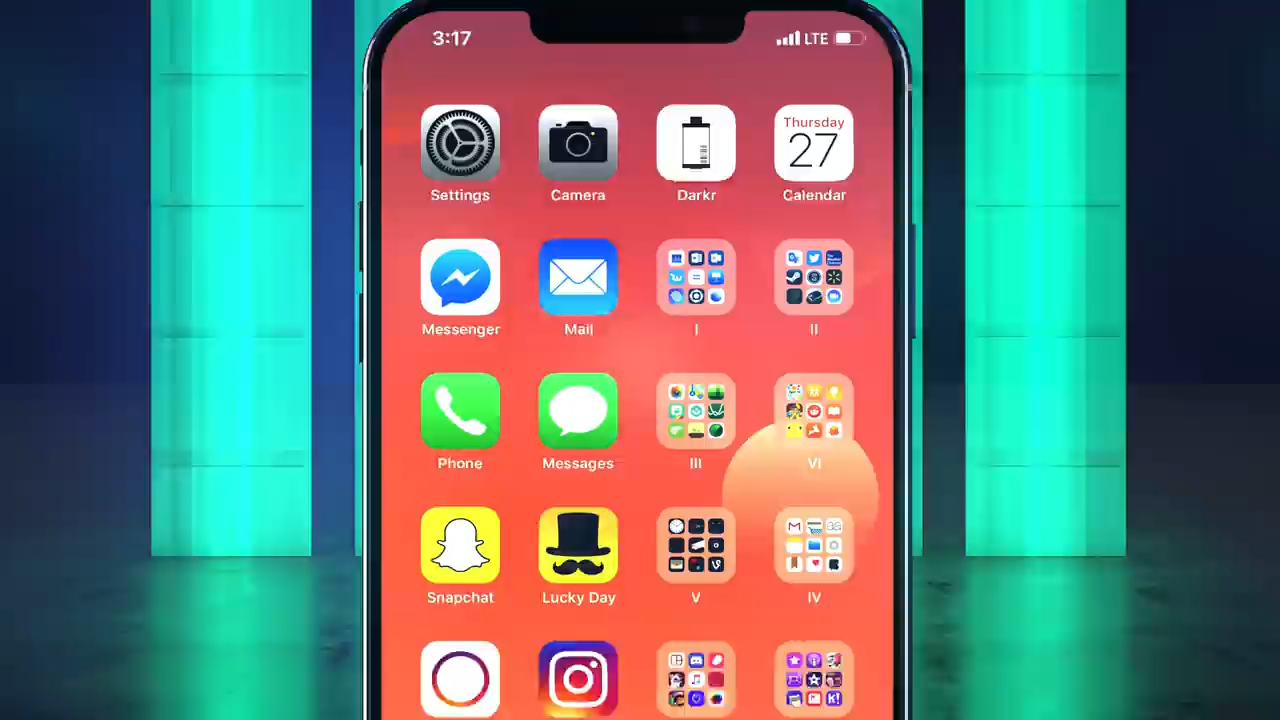 3:17 LTE
Thursday
27
Settings Camera Darkr Calendar
Messenger Mail I II
Phone Messages III VI
Snapchat Lucky Day V IV
K!